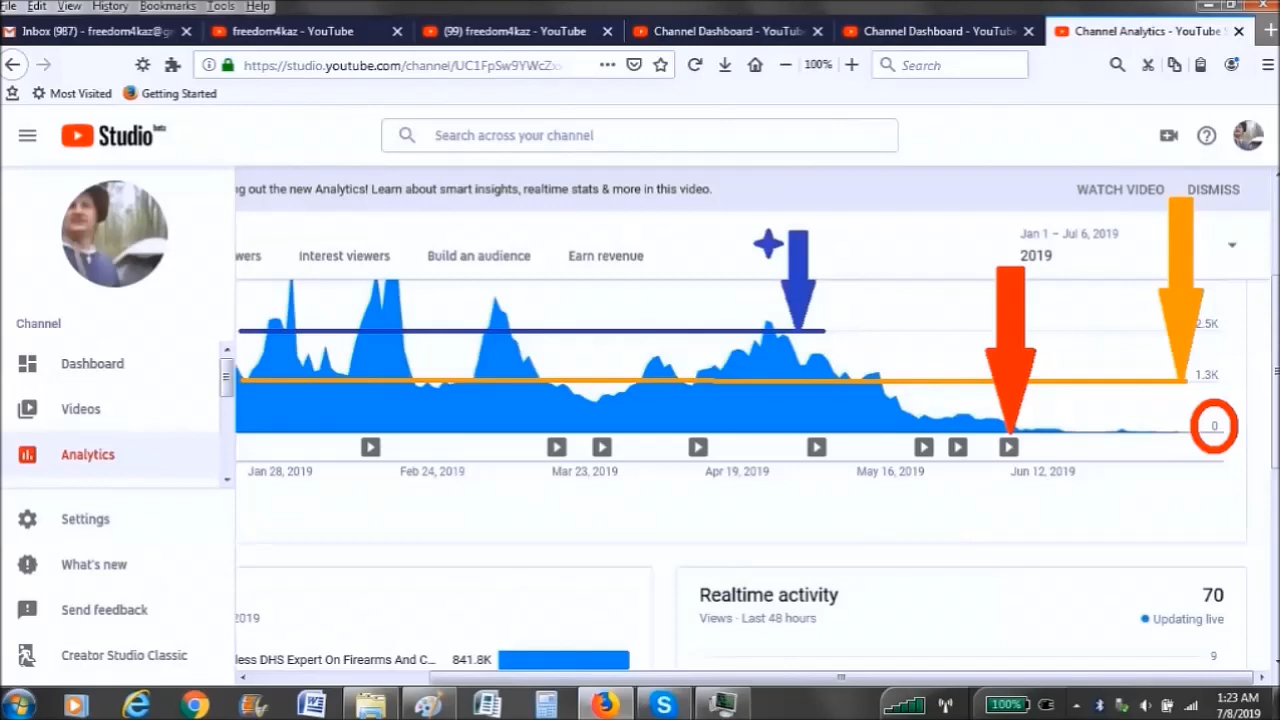 File Edit View History Bookmarks Tools Help
Inbox (987) - freedom4kaz@g
freedom4kaz - YouTube
(99) freedom4kaz - YouTube
Channel Dashboard - YouTub
Channel Dashboard - YouTub
Channel Analytics - YouTube S
https://studio.youtube.com/channel/UC1FpSw9YWcZx
100%
Search
Most Visited
Getting Started
Studio beta
Search across your channel
ng out the new Analytics! Learn about smart insights, realtime stats & more in this video.
WATCH VIDEO
DISMISS
wers
Interest viewers
Build an audience
Earn revenue
Jan 1 – Jul 6, 2019
2019
Channel
Dashboard
Videos
Analytics
Settings
What's new
Send feedback
Creator Studio Classic
2.5K
1.3K
0
Jan 28, 2019
Feb 24, 2019
Mar 23, 2019
Apr 19, 2019
May 16, 2019
Jun 12, 2019
2019
less DHS Expert On Firearms And C...
841.8K
Realtime activity
70
Views · Last 48 hours
Updating live
9
100%
1:23 AM
7/8/2019